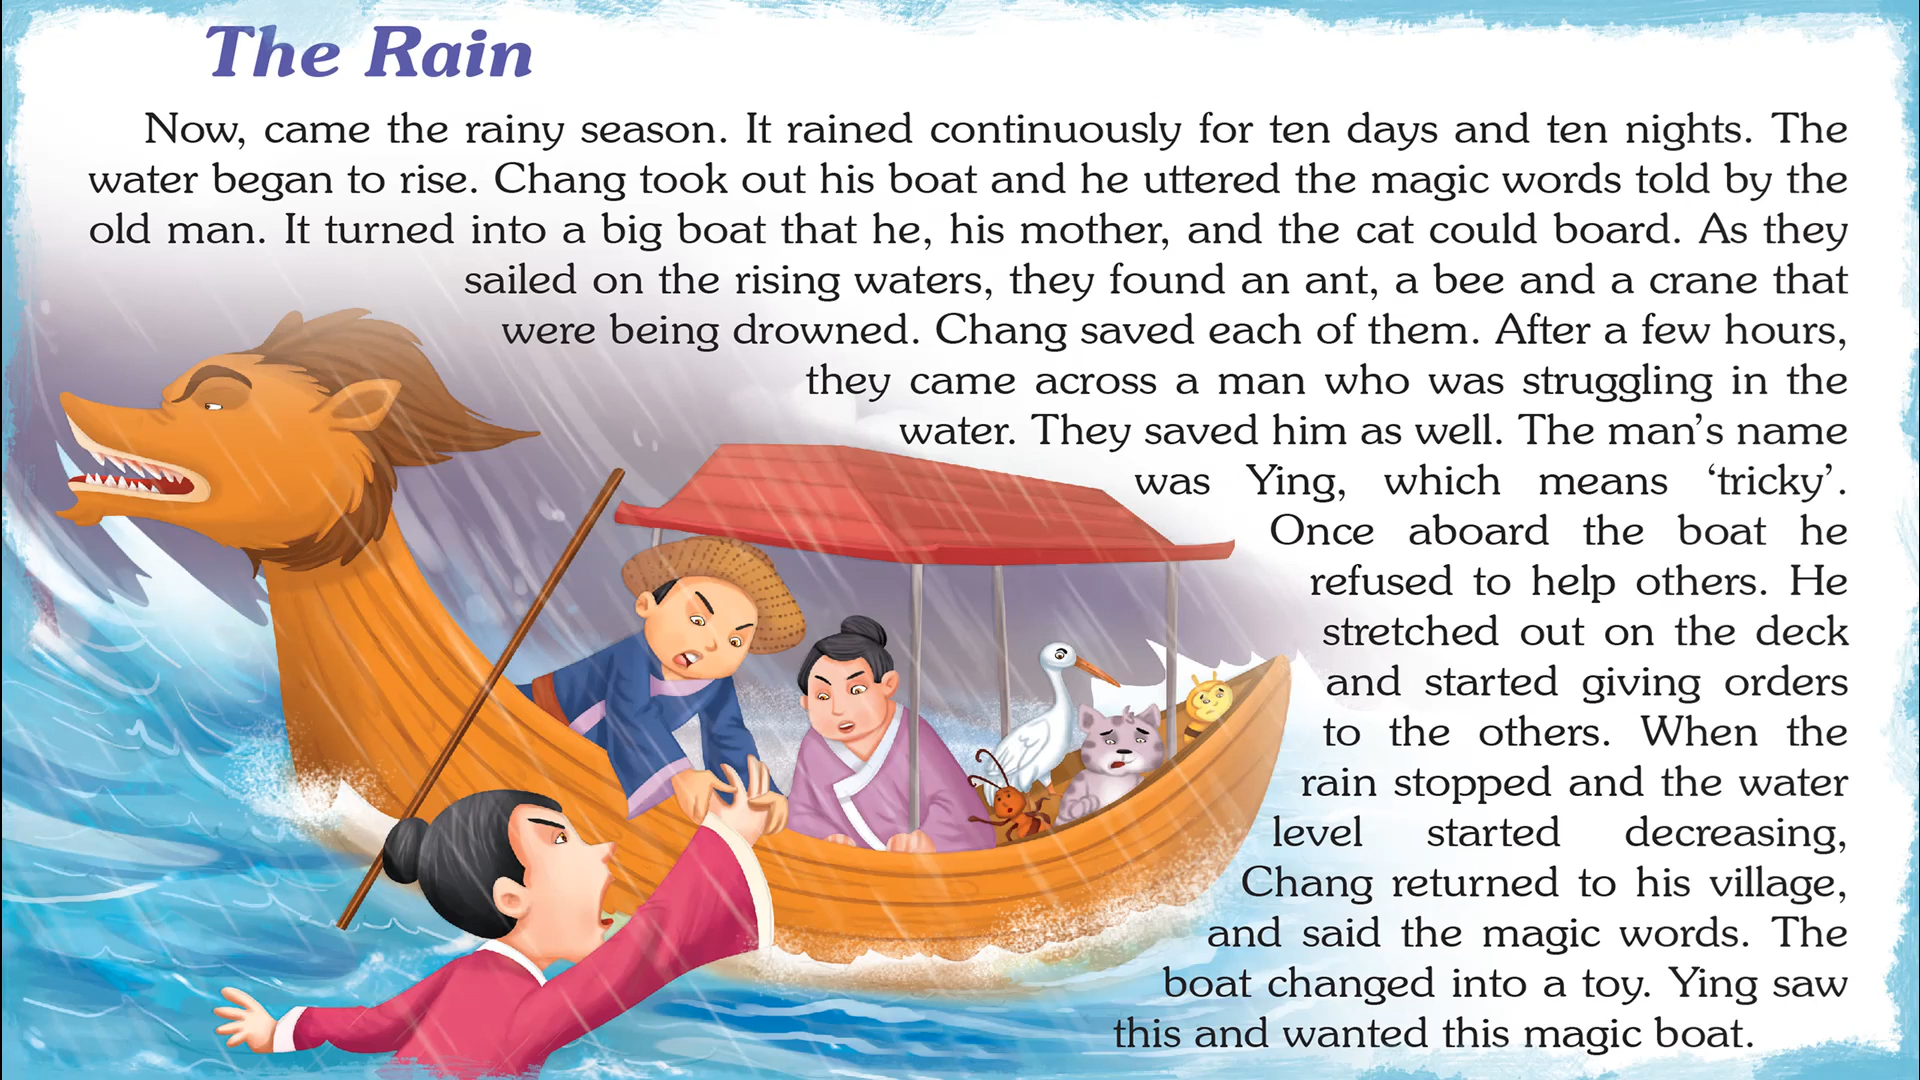 The Rain
Now, came the rainy season. It rained continuously for ten days and ten nights. The
water began to rise. Chang took out his boat and he uttered the magic words told by the
old man. It turned into a big boat that he, his mother, and the cat could board. As they
sailed on the rising waters, they found an ant, a bee and a crane that
were being drowned. Chang saved each of them. After a few hours,
they came across a man who was struggling in the
water. They saved him as well. The man’s name
was Ying, which means ‘tricky’.
Once aboard the boat he
refused to help others. He
stretched out on the deck
and started giving orders
to the others. When the
rain stopped and the water
level started decreasing,
Chang returned to his village,
and said the magic words. The
boat changed into a toy. Ying saw
this and wanted this magic boat.